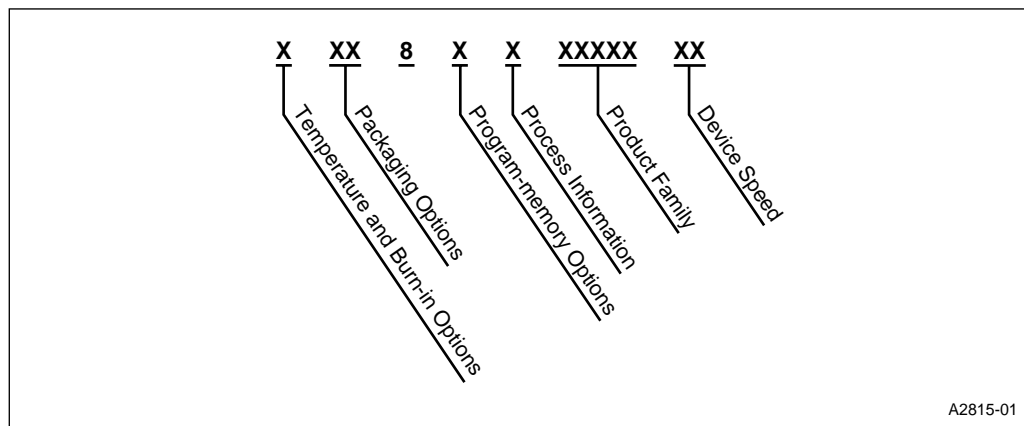 X XX 8 X X XXXXX XX
Temperature and Burn-in Options
Packaging Options
Program-memory Options
Process Information
Product Family
Device Speed
A2815-01